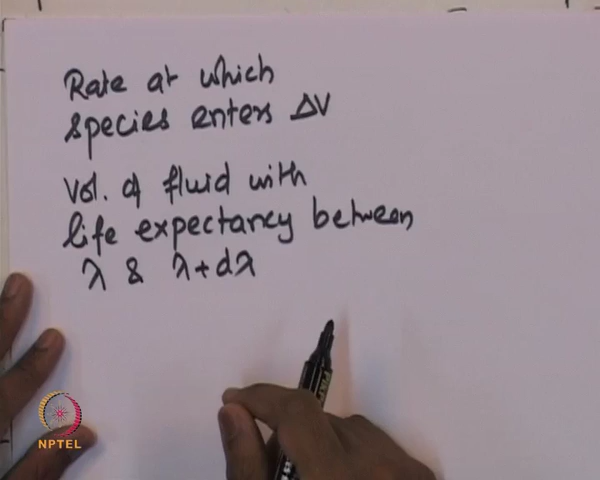 Rate at which
species enters ΔV
Vol. of fluid with
life expectancy between
λ & λ+dλ
NPTEL